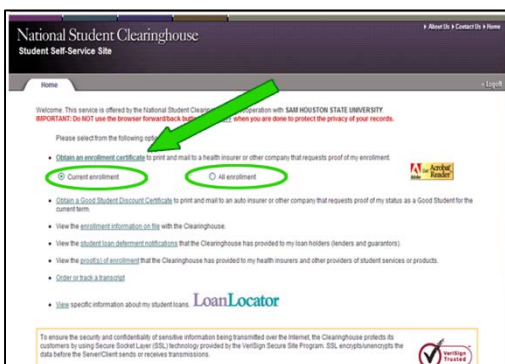 National Student Clearinghouse
Student Self-Service Site
About Us Contact Us Home
Home
Logoff
Welcome. This service is offered by the National Student Clearin operation with SAM HOUSTON STATE UNIVERSITY.
IMPORTANT: Do NOT use the browser forward/back butt when you are done to protect the privacy of your records.
Please select from the following optio
• Obtain an enrollment certificate to print and mail to a health insurer or other company that requests proof of my enrollment.
Current enrollment All enrollment
Get Acrobat Reader
Adobe
• Obtain a Good Student Discount Certificate to print and mail to an auto insurer or other company that requests proof of my status as a Good Student for the
current term.
• View the enrollment information on file with the Clearinghouse.
• View the student loan deferment notifications that the Clearinghouse has provided to my loan holders (lenders and guarantors).
• View the proof(s) of enrollment that the Clearinghouse has provided to my health insurers and other providers of student services or products.
• Order or track a transcript
• View specific information about my student loans. LoanLocator
To ensure the security and confidentiality of sensitive information being transmitted over the Internet, the Clearinghouse protects its
customers by using Secure Socket Layer (SSL) technology provided by the VeriSign Secure Site Program. SSL encrypts/unencrypts the
data before the Server/Client sends or receives transmissions.
VeriSign
Trusted